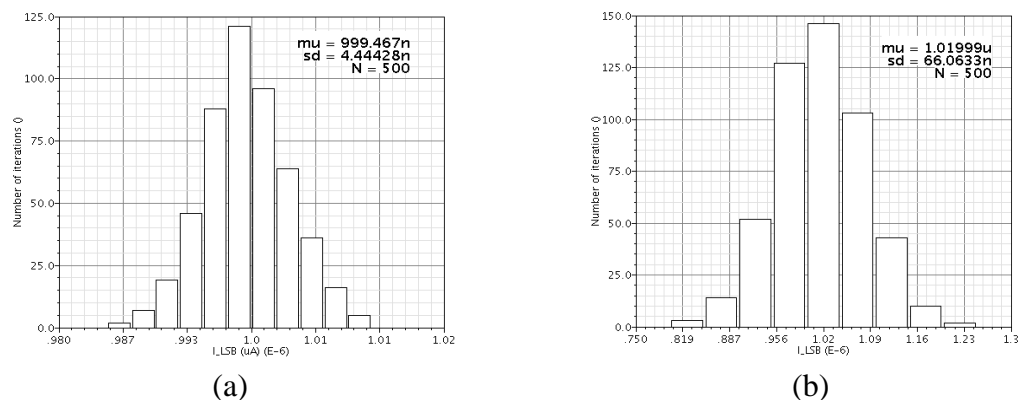 125.0
100.0
75.0
50.0
25.0
0.0
Number of iterations ()
mu = 999.467n
sd = 4.44428n
N = 500
.980 .987 .993 1.0 1.01 1.01 1.02
I_LSB (uA) (E-6)
(a)
150.0
125.0
100.0
75.0
50.0
25.0
0.0
Number of iterations ()
mu = 1.01999u
sd = 66.0633n
N = 500
.750 .819 .887 .956 1.02 1.09 1.16 1.23 1.3
I_LSB (E-6)
(b)